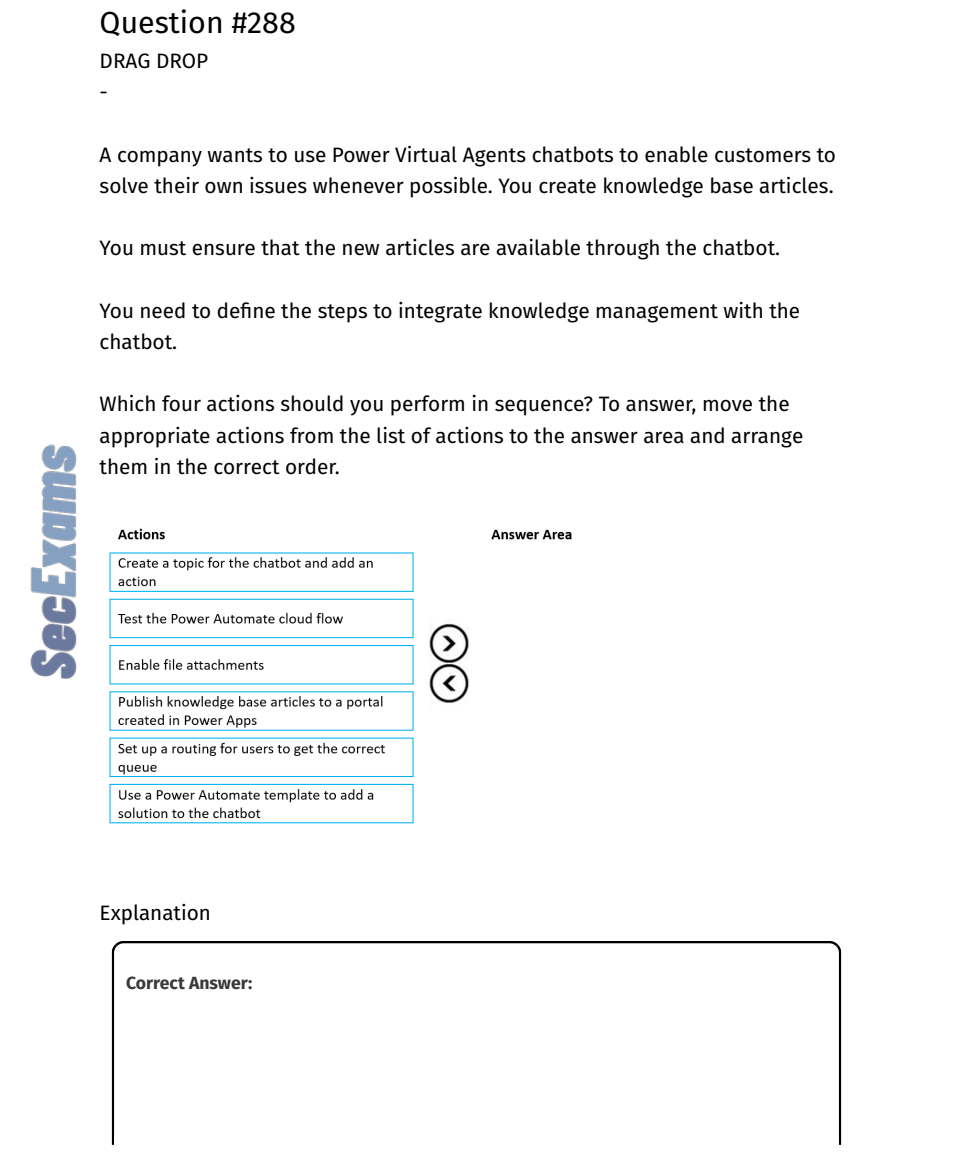 Question #288
DRAG DROP
-
A company wants to use Power Virtual Agents chatbots to enable customers to
solve their own issues whenever possible. You create knowledge base articles.
You must ensure that the new articles are available through the chatbot.
You need to define the steps to integrate knowledge management with the
chatbot.
Which four actions should you perform in sequence? To answer, move the
appropriate actions from the list of actions to the answer area and arrange
them in the correct order.
SecExams
Actions
Answer Area
Create a topic for the chatbot and add an
action
Test the Power Automate cloud flow
Enable file attachments
Publish knowledge base articles to a portal
created in Power Apps
Set up a routing for users to get the correct
queue
Use a Power Automate template to add a
solution to the chatbot
Explanation
Correct Answer: